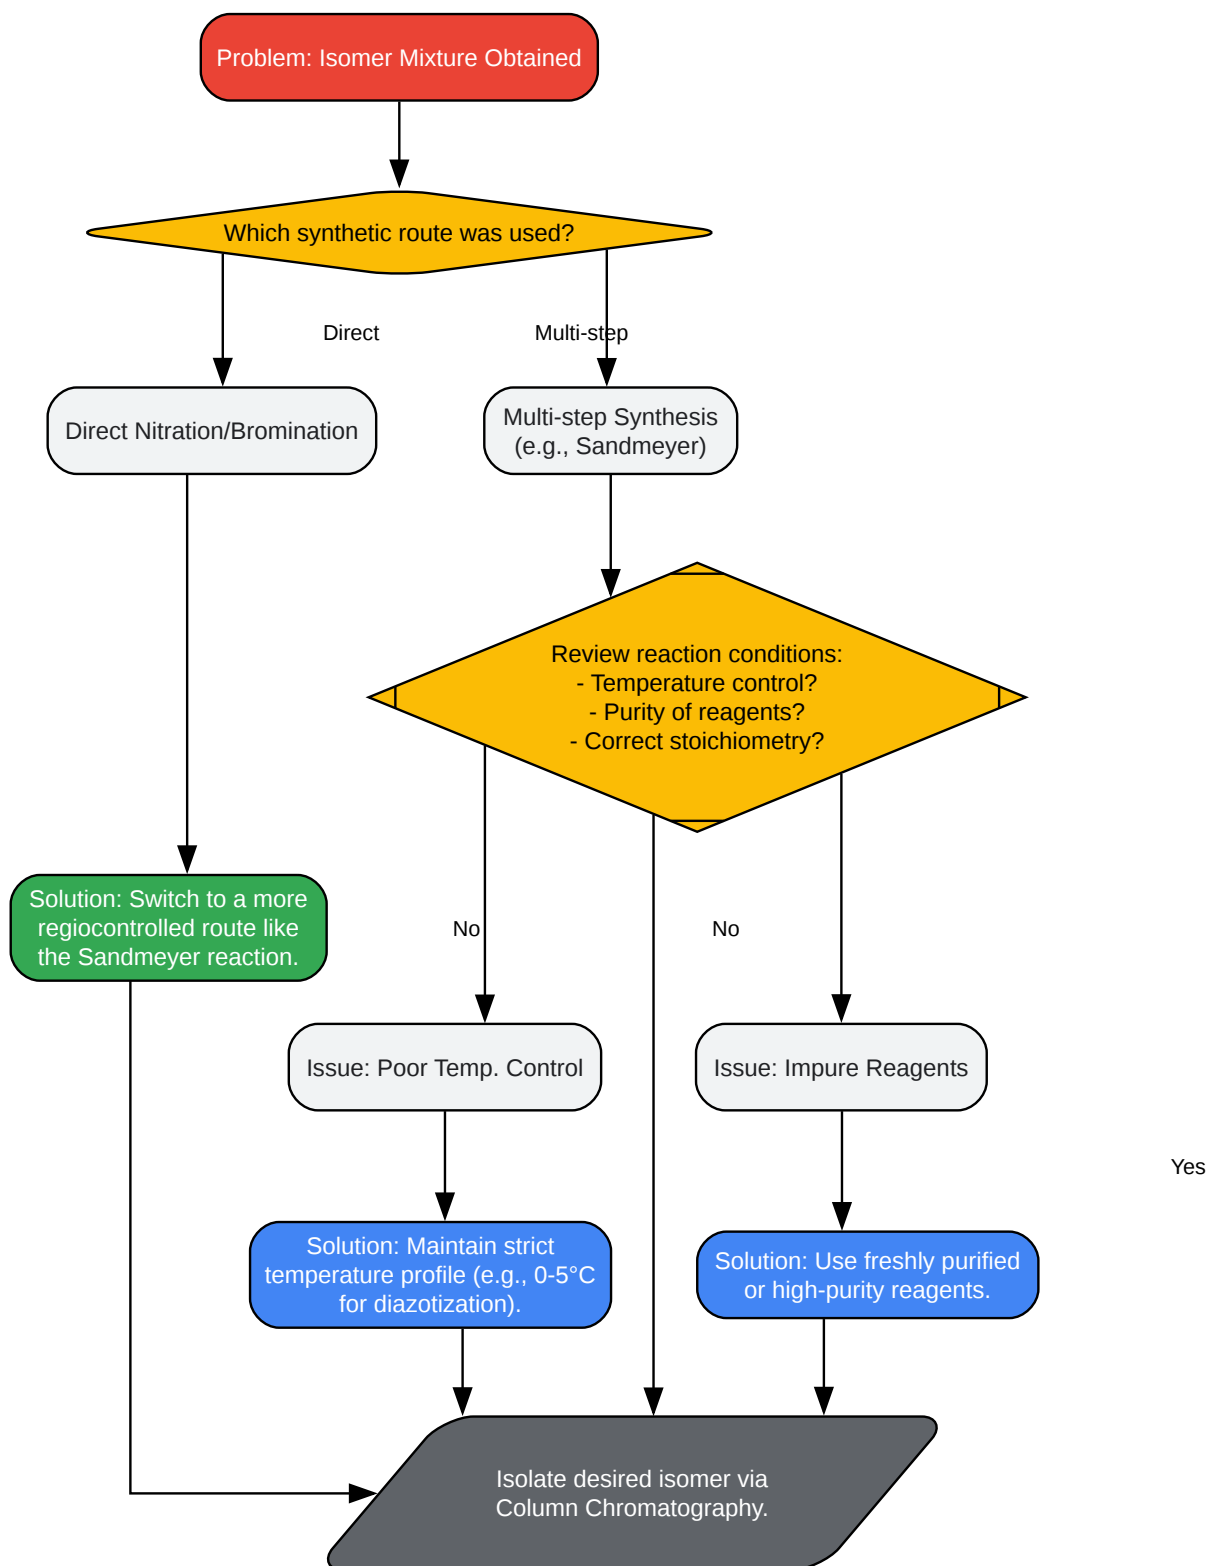 Problem: Isomer Mixture Obtained
Which synthetic route was used?
Direct
Multi-step
Direct Nitration/Bromination
Multi-step Synthesis
(e.g., Sandmeyer)
Review reaction conditions:
- Temperature control?
- Purity of reagents?
- Correct stoichiometry?
Solution: Switch to a more
regiocontrolled route like
the Sandmeyer reaction.
No
No
Issue: Poor Temp. Control
Issue: Impure Reagents
Yes
Solution: Maintain strict
temperature profile (e.g., 0-5°C
for diazotization).
Solution: Use freshly purified
or high-purity reagents.
Isolate desired isomer via
Column Chromatography.